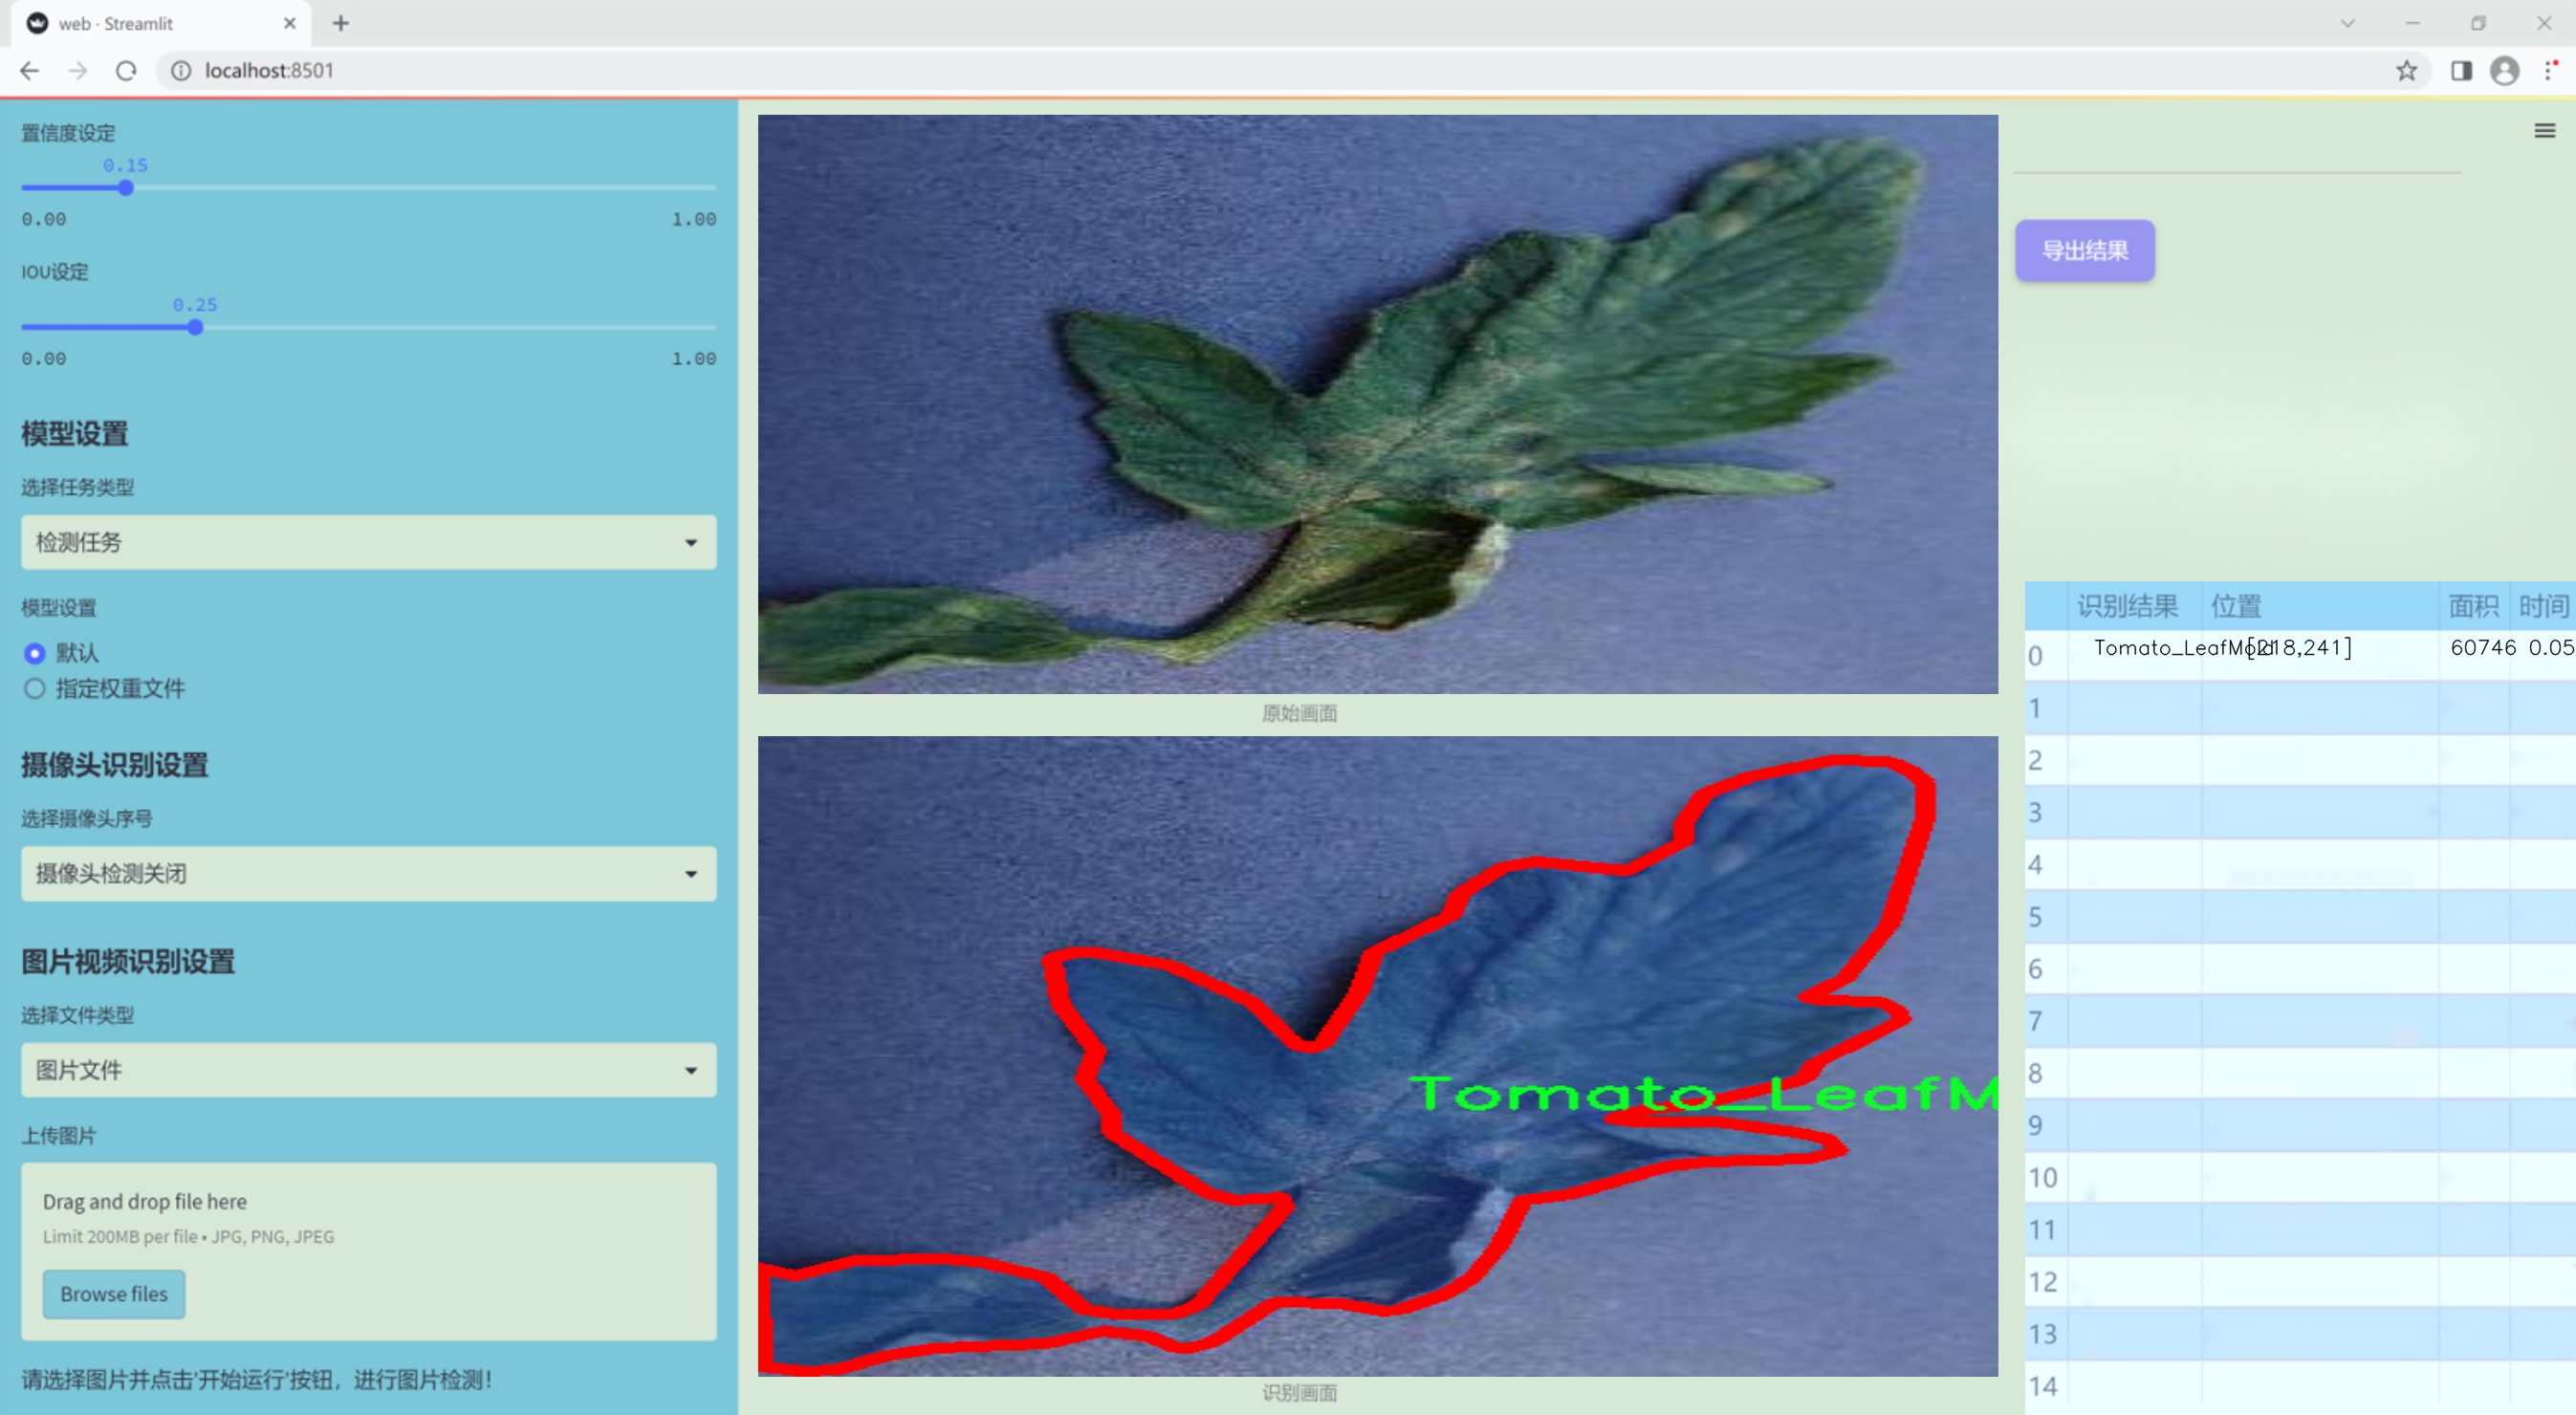 web · Streamlit
localhost:8501
置信度设定
0.15
0.00 1.00
IOU设定
0.25
0.00 1.00
模型设置
选择任务类型
检测任务
模型设置
默认
指定权重文件
摄像头识别设置
选择摄像头序号
摄像头检测关闭
图片视频识别设置
选择文件类型
图片文件
上传图片
Drag and drop file here
Limit 200MB per file • JPG, PNG, JPEG
Browse files
请选择图片并点击'开始运行'按钮，进行图片检测！
原始画面
Tomato_LeafM
识别画面
导出结果
识别结果 位置 面积 时间
0 Tomato_LeafMold [218,241] 60746 0.05
1
2
3
4
5
6
7
8
9
10
11
12
13
14